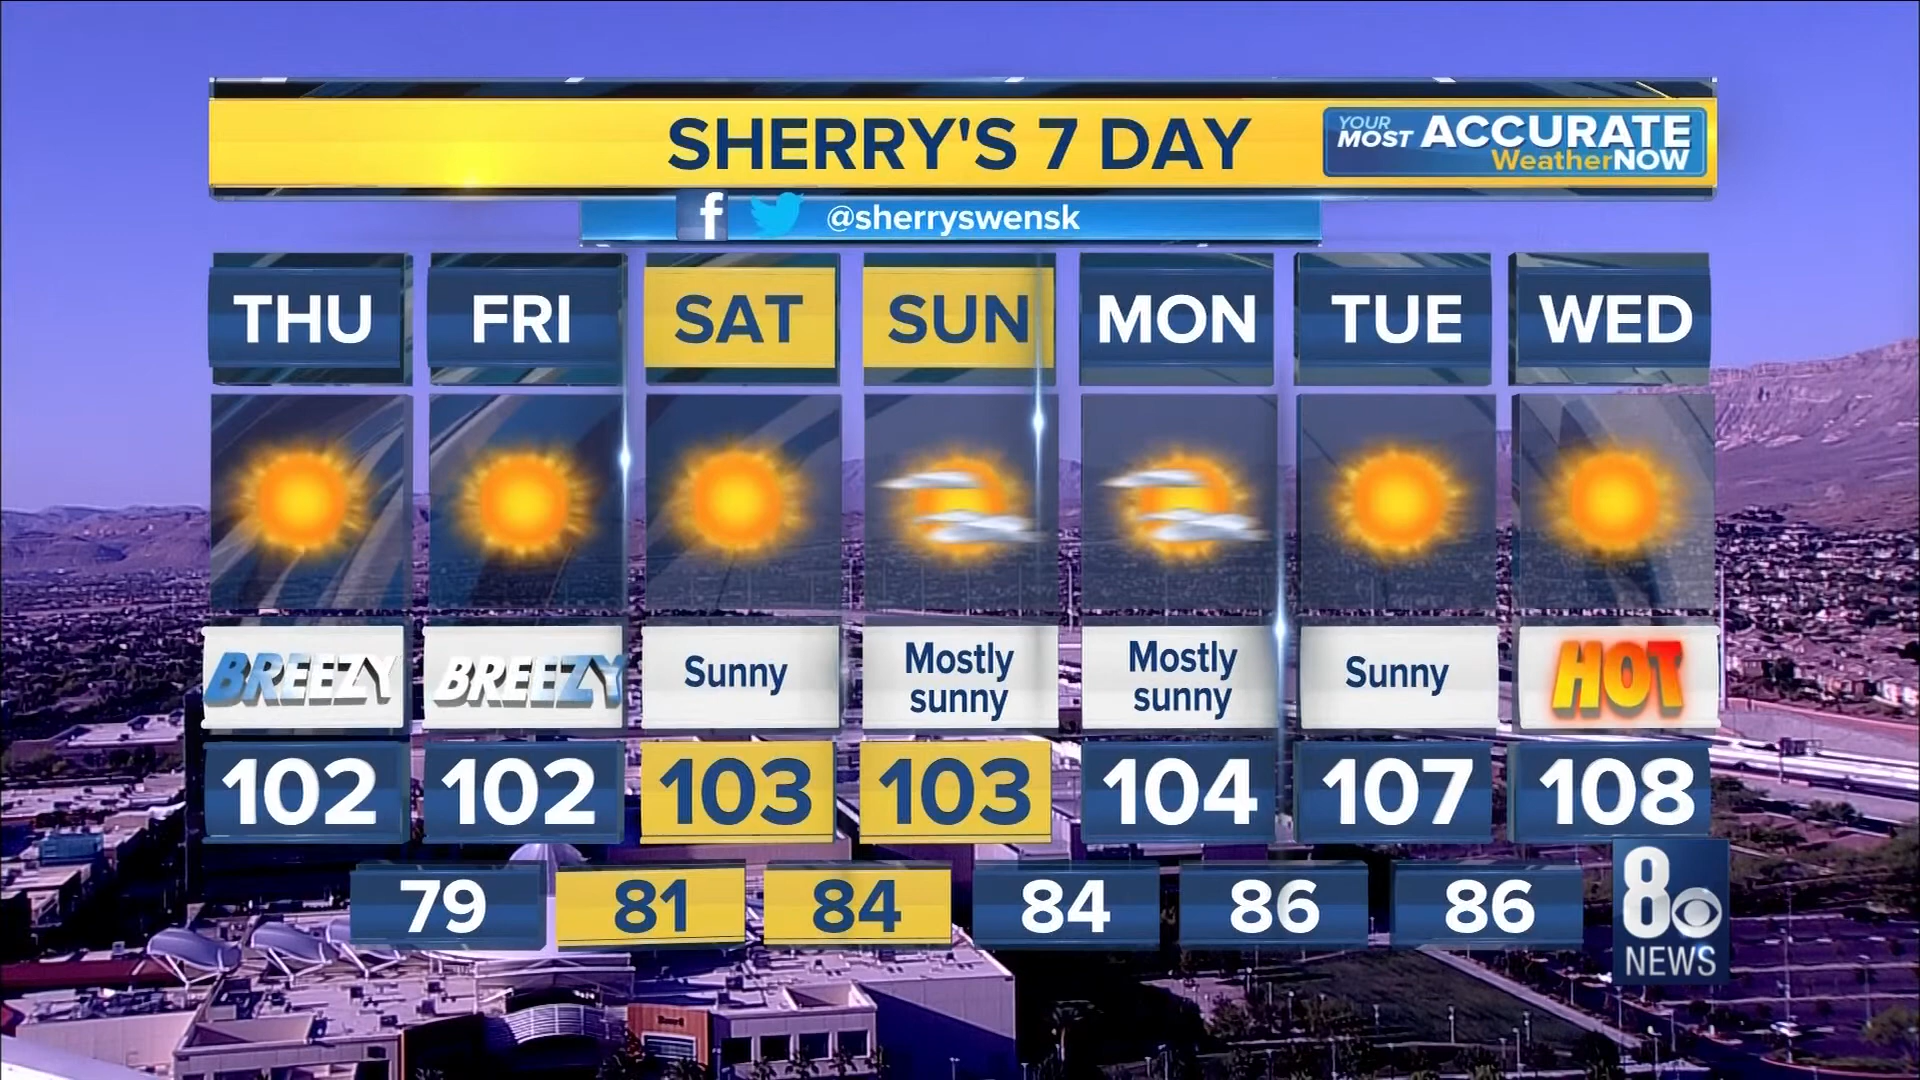 SHERRY'S 7 DAY
YOUR
MOST ACCURATE
WeatherNOW
f @sherryswensk
THU FRI SAT SUN MON TUE WED
BREEZY BREEZY Sunny Mostly sunny Mostly sunny Sunny HOT
102 102 103 103 104 107 108
79 81 84 84 86 86
8
NEWS